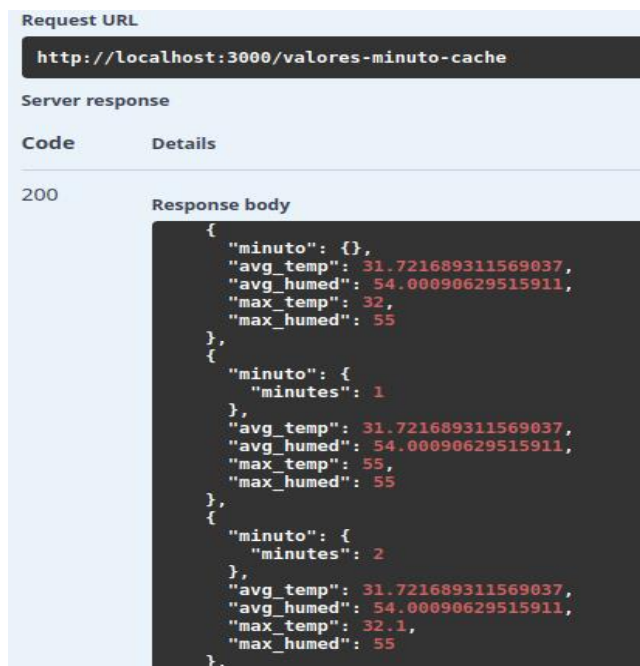 Request URL
http://localhost:3000/valores-minuto-cache
Server response
Code Details
200
Response body
{
"minuto": {},
"avg_temp": 31.721689311569037,
"avg_humed": 54.00090629515911,
"max_temp": 32,
"max_humed": 55
},
{
"minuto": {
"minutes": 1
},
"avg_temp": 31.721689311569037,
"avg_humed": 54.00090629515911,
"max_temp": 55,
"max_humed": 55
},
{
"minuto": {
"minutes": 2
},
"avg_temp": 31.721689311569037,
"avg_humed": 54.00090629515911,
"max_temp": 32.1,
"max_humed": 55
},